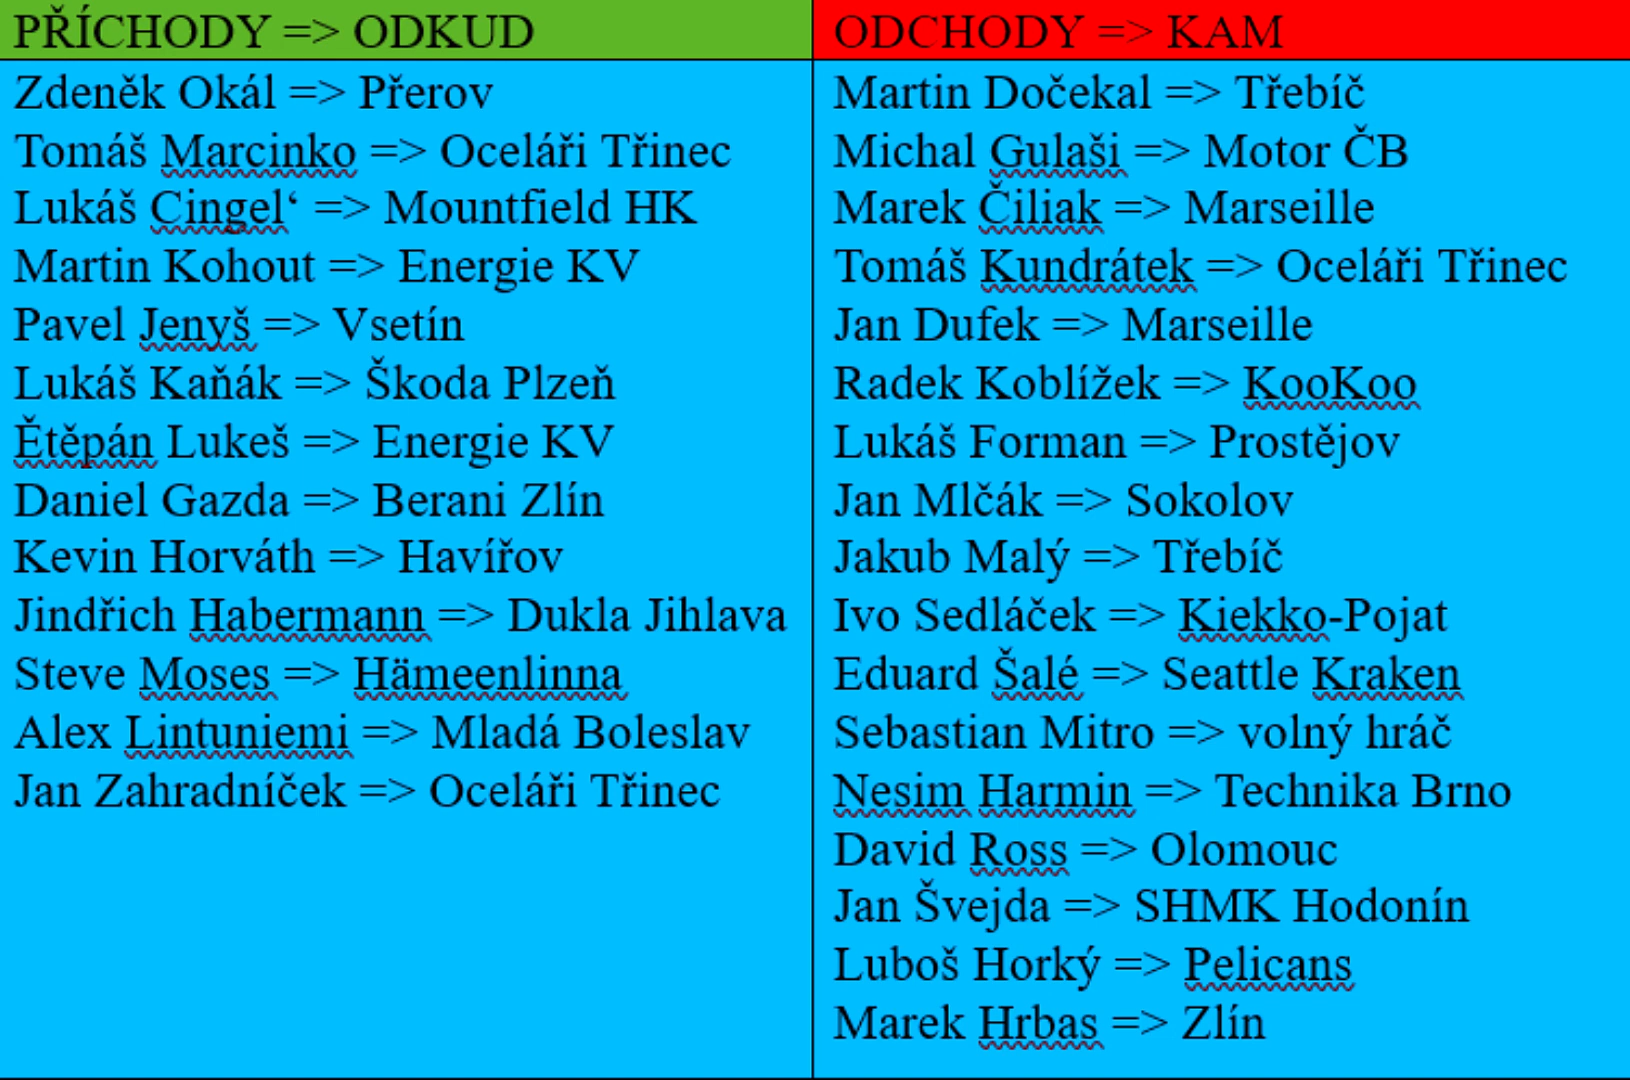 PŘÍCHODY => ODKUD
Zdeněk Okál => Přerov
Tomáš Marcinko => Oceláři Třinec
Lukáš Cingel‘ => Mountfield HK
Martin Kohout => Energie KV
Pavel Jenyš => Vsetín
Lukáš Kaňák => Škoda Plzeň
Ětěpán Lukeš => Energie KV
Daniel Gazda => Berani Zlín
Kevin Horváth => Havířov
Jindřich Habermann => Dukla Jihlava
Steve Moses => Hämeenlinna
Alex Lintuniemi => Mladá Boleslav
Jan Zahradníček => Oceláři Třinec
ODCHODY => KAM
Martin Dočekal => Třebíč
Michal Gulaši => Motor ČB
Marek Čiliak => Marseille
Tomáš Kundrátek => Oceláři Třinec
Jan Dufek => Marseille
Radek Koblížek => KooKoo
Lukáš Forman => Prostějov
Jan Mlčák => Sokolov
Jakub Malý => Třebíč
Ivo Sedláček => Kiekko-Pojat
Eduard Šalé => Seattle Kraken
Sebastian Mitro => volný hráč
Nesim Harmin => Technika Brno
David Ross => Olomouc
Jan Švejda => SHMK Hodonín
Luboš Horký => Pelicans
Marek Hrbas => Zlín